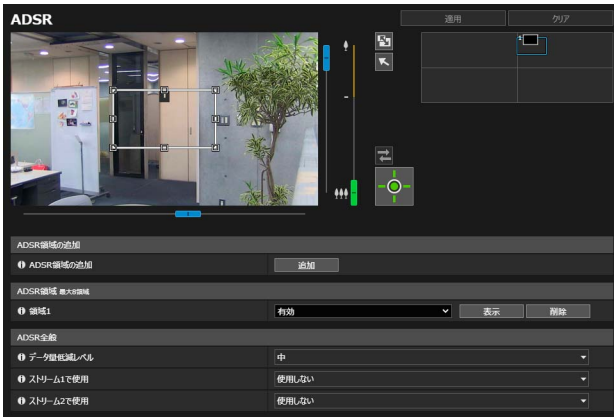 ADSR
適用 クリア
1
ADSR領域の追加
ADSR領域の追加 追加
ADSR領域 最大8領域
領域1 有効 表示 削除
ADSR全般
データ量低減レベル 中
ストリーム1で使用 使用しない
ストリーム2で使用 使用しない